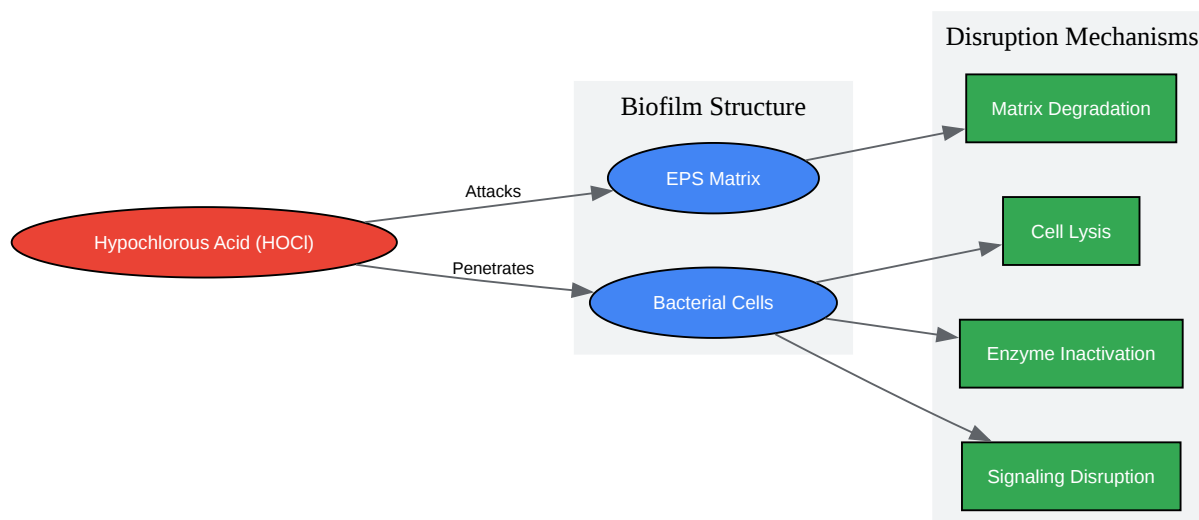 Disruption Mechanisms
Biofilm Structure
Matrix Degradation
EPS Matrix
Attacks
Hypochlorous Acid (HOCl)
Cell Lysis
Penetrates
Bacterial Cells
Enzyme Inactivation
Signaling Disruption